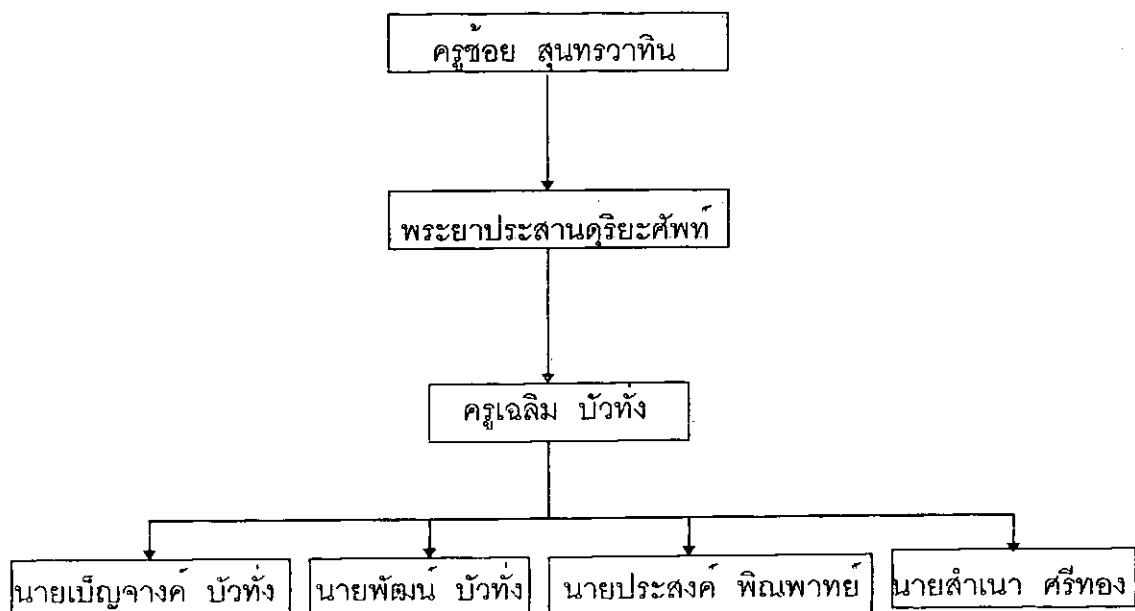 ครูช้อย สุนทรวาทิน
พระยาประสานดุริยะศัพท์
ครูเฉลิม บัวทั่ง
นายเบ็ญจางค์ บัวทั่ง นายพัฒน์ บัวทั่ง นายประสงค์ พิณพาทย์ นายสำเนา ศรีทอง